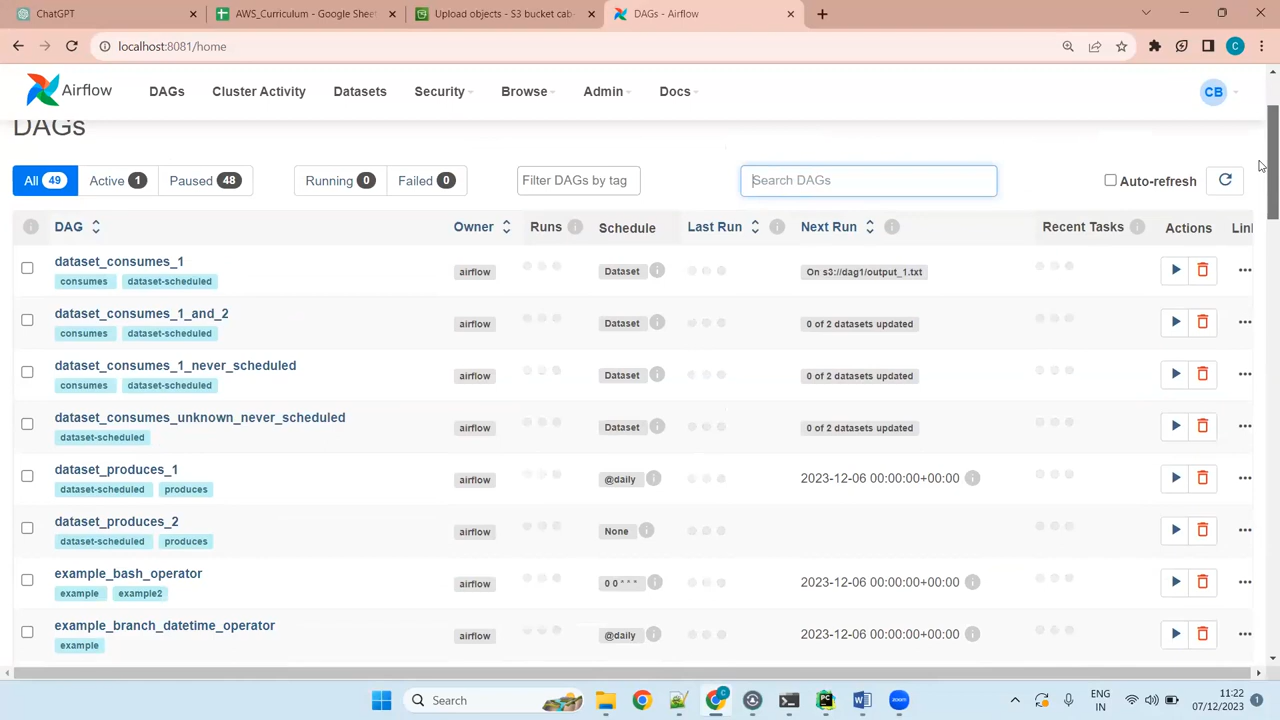 ChatGPT
AWS_Curriculum - Google Sheet
Upload objects - S3 bucket cab
DAGs - Airflow
localhost:8081/home
C
Airflow
DAGs
Cluster Activity
Datasets
Security
Browse
Admin
Docs
CB
DAGs
All 49
Active 1
Paused 48
Running 0
Failed 0
Filter DAGs by tag
Search DAGs
Auto-refresh
DAG Owner Runs Schedule Last Run Next Run Recent Tasks Actions Lin
dataset_consumes_1
consumes dataset-scheduled
airflow Dataset On s3://dag1/output_1.txt
dataset_consumes_1_and_2
consumes dataset-scheduled
airflow Dataset 0 of 2 datasets updated
dataset_consumes_1_never_scheduled
consumes dataset-scheduled
airflow Dataset 0 of 2 datasets updated
dataset_consumes_unknown_never_scheduled
dataset-scheduled
airflow Dataset 0 of 2 datasets updated
dataset_produces_1
dataset-scheduled produces
airflow @daily 2023-12-06 00:00:00+00:00
dataset_produces_2
dataset-scheduled produces
airflow None
example_bash_operator
example example2
airflow 0 0 * * * 2023-12-06 00:00:00+00:00
example_branch_datetime_operator
example
airflow @daily 2023-12-06 00:00:00+00:00
Search
ENG
IN
11:22
07/12/2023